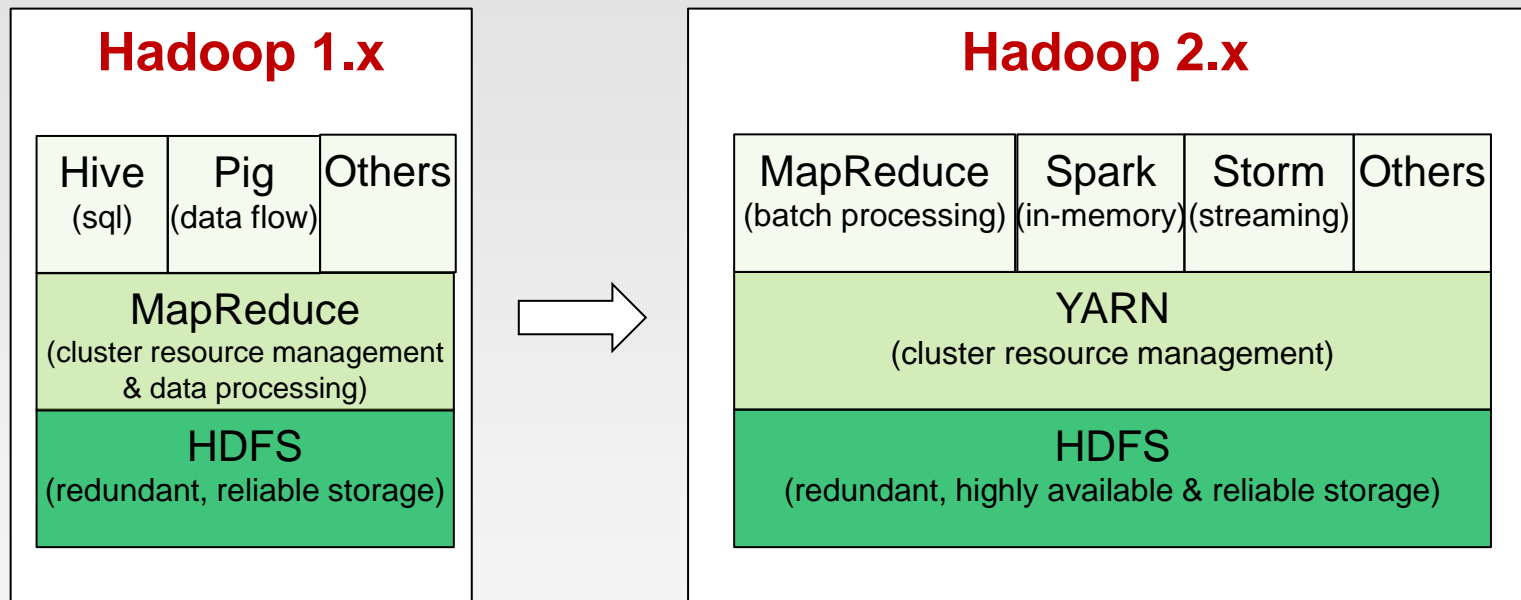 Hadoop 1.x
Hive
(sql)
Pig
(data flow)
Others
MapReduce
(cluster resource management
& data processing)
HDFS
(redundant, reliable storage)
Hadoop 2.x
MapReduce
(batch processing)
Spark
(in-memory)
Storm
(streaming)
Others
YARN
(cluster resource management)
HDFS
(redundant, highly available & reliable storage)